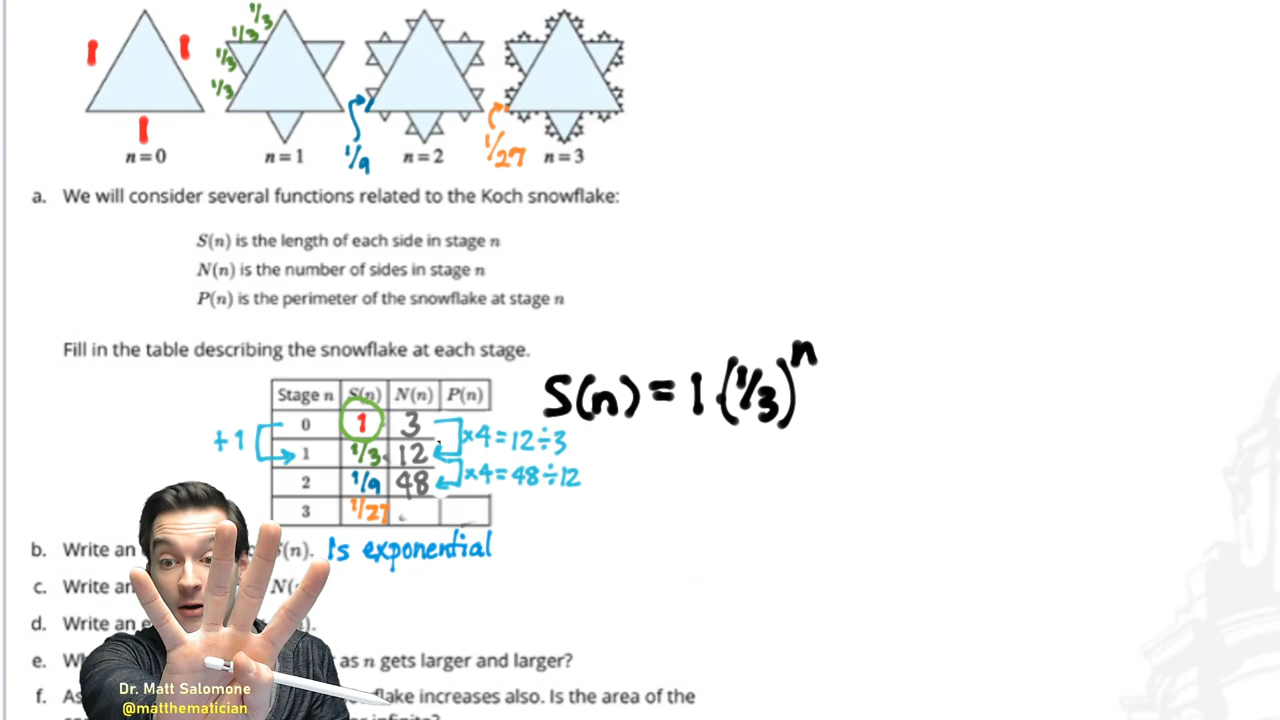 1 1 1/3 1/3 1/3 1/3
1
n=0 n=1 1/9 n=2 1/27 n=3
a. We will consider several functions related to the Koch snowflake:
S(n) is the length of each side in stage n
N(n) is the number of sides in stage n
P(n) is the perimeter of the snowflake at stage n
Fill in the table describing the snowflake at each stage.
S(n) = 1·(1/3)^n
Stage n S(n) N(n) P(n)
0 1 3
+1 ×4=12÷3
1 1/3 12
×4=48÷12
2 1/9 48
3 1/27
b. Write an S(n). Is exponential
c. Write an N(
d. Write an e ).
e. as n gets larger and larger?
f. As flake increases also. Is the area of the
Dr. Matt Salomone
@matthematician